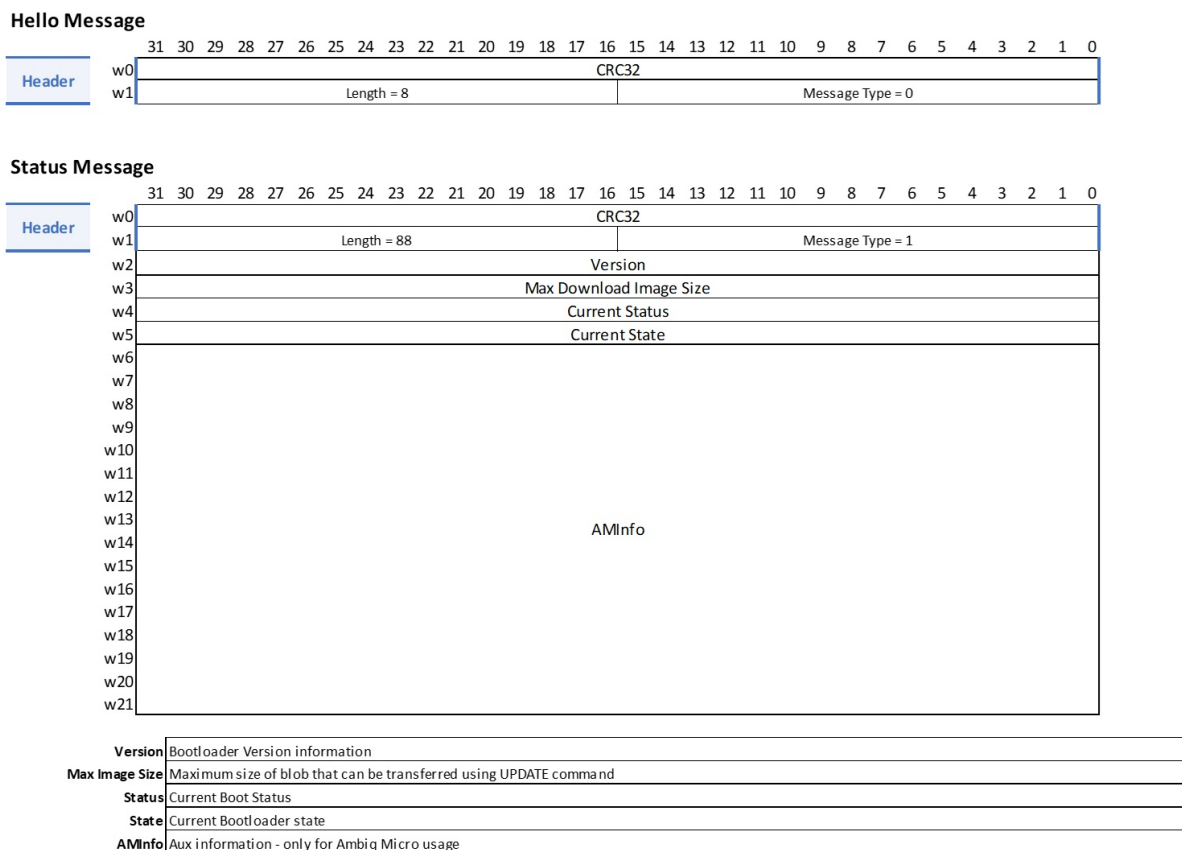 Hello Message
31 30 29 28 27 26 25 24 23 22 21 20 19 18 17 16 15 14 13 12 11 10 9 8 7 6 5 4 3 2 1 0
Header
w0 CRC32
w1 Length = 8 Message Type = 0
Status Message
31 30 29 28 27 26 25 24 23 22 21 20 19 18 17 16 15 14 13 12 11 10 9 8 7 6 5 4 3 2 1 0
Header
w0 CRC32
w1 Length = 88 Message Type = 1
w2 Version
w3 Max Download Image Size
w4 Current Status
w5 Current State
w6
w7
w8
w9
w10
w11
w12
w13
AMInfo
w14
w15
w16
w17
w18
w19
w20
w21
Version Bootloader Version information
Max Image Size Maximum size of blob that can be transferred using UPDATE command
Status Current Boot Status
State Current Bootloader state
AMInfo Aux information - only for Ambiq Micro usage